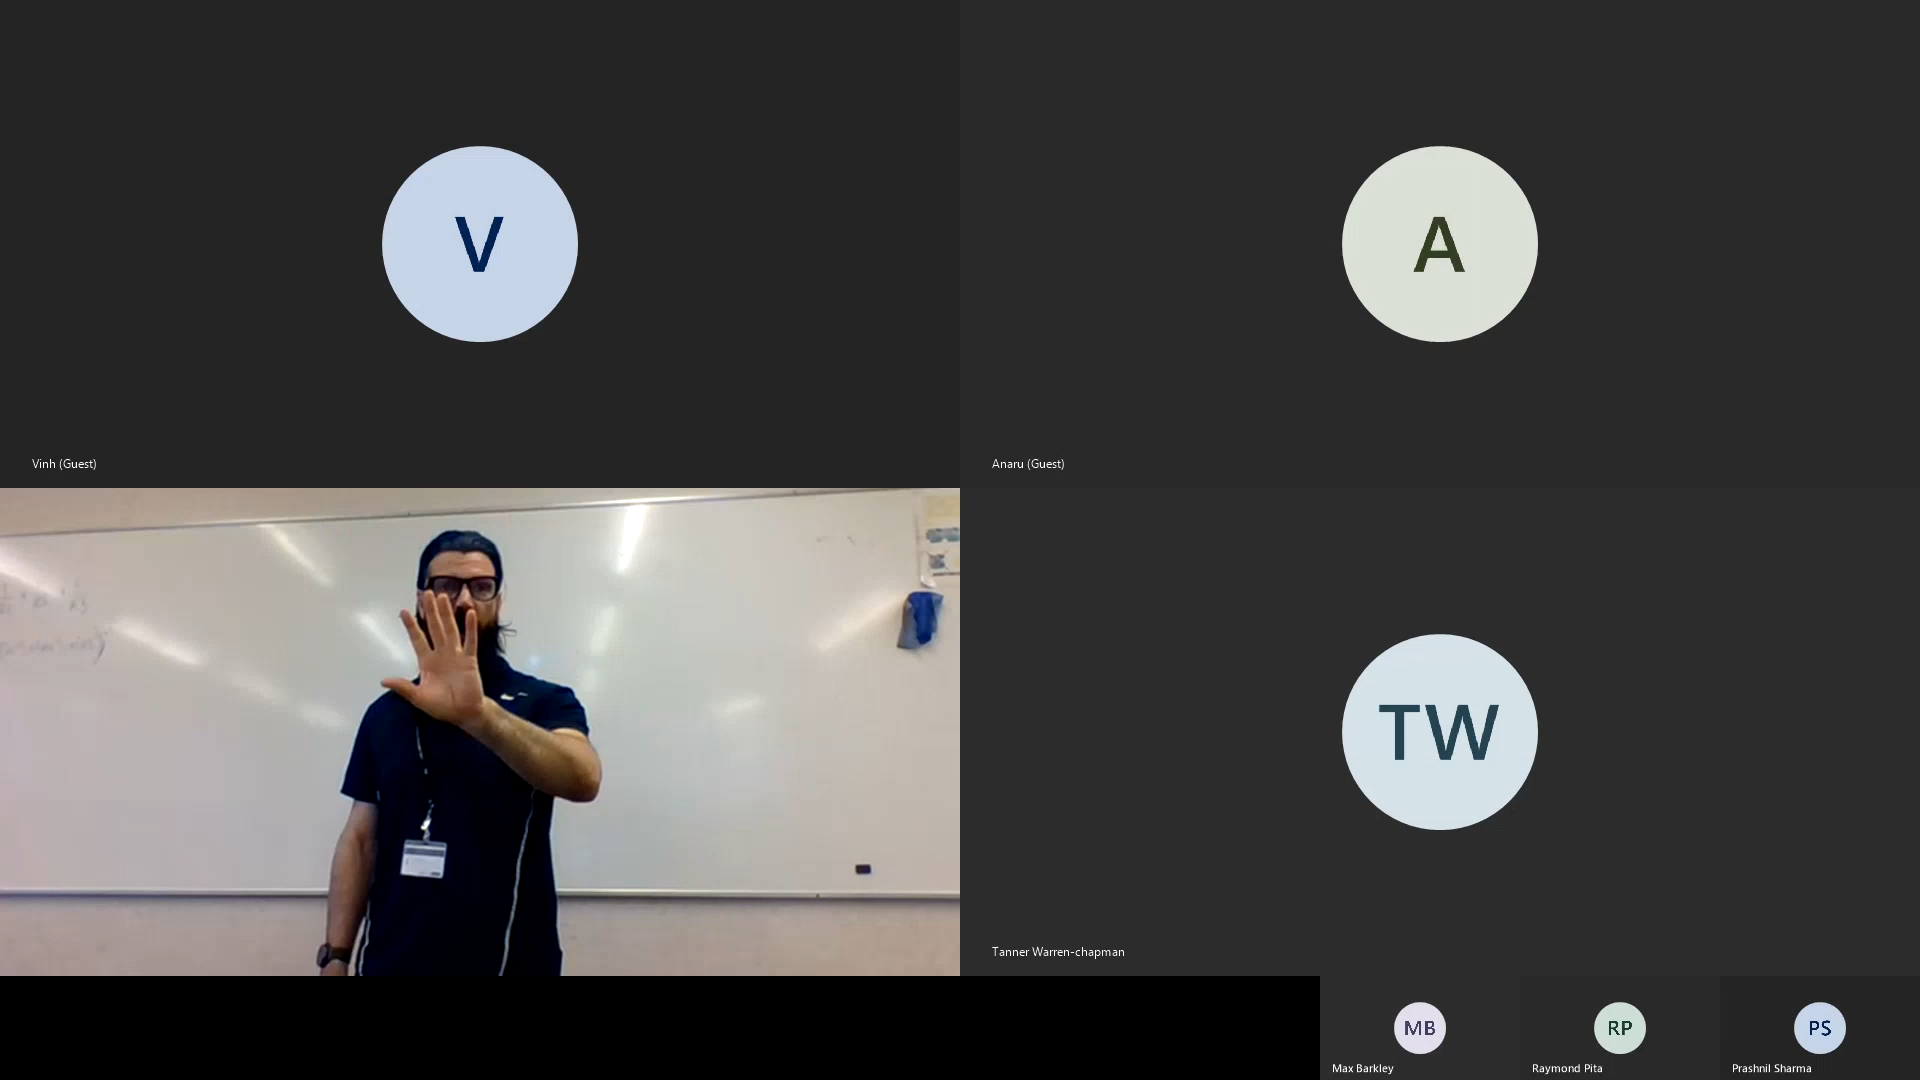 V
A
Vinh (Guest)
Anaru (Guest)
TW
Tanner Warren-chapman
MB
RP
PS
Max Barkley
Raymond Pita
Prashnil Sharma